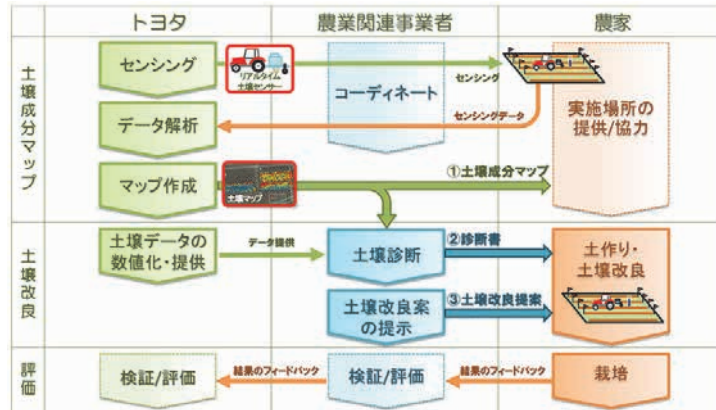 トヨタ
農業関連事業者
農家
土壌成分マップ
センシング
リアルタイム
土壌センサー
コーディネート
センシング
実施場所の
提供/協力
データ解析
センシングデータ
マップ作成
土壌マップ
①土壌成分マップ
土壌改良
土壌データの
数値化・提供
データ提供
土壌診断
②診断書
土作り・
土壌改良
土壌改良案
の提示
③土壌改良提案
評価
検証/評価
結果のフィードバック
検証/評価
結果のフィードバック
栽培